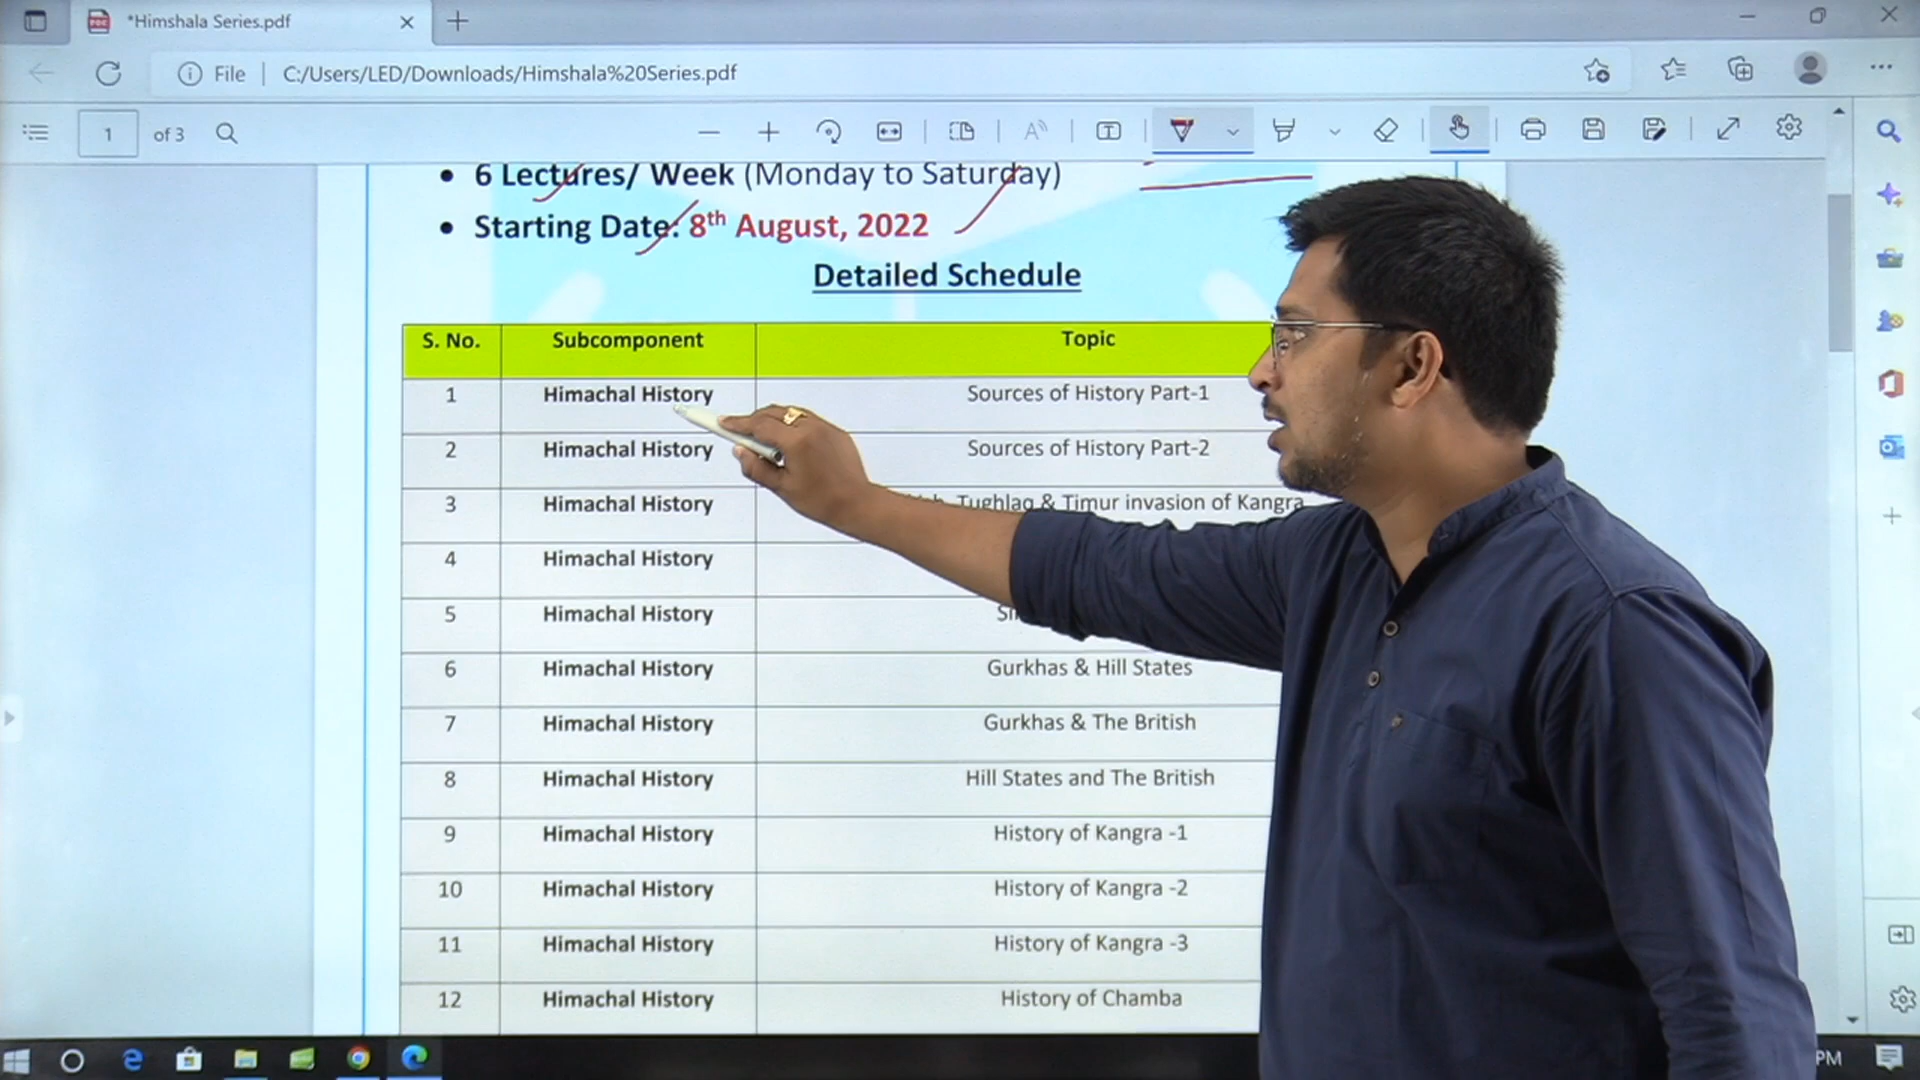 *Himshala Series.pdf
File | C:/Users/LED/Downloads/Himshala%20Series.pdf
1 of 3
• 6 Lectures/ Week (Monday to Saturday)
• Starting Date: 8th August, 2022
Detailed Schedule
S. No. Subcomponent Topic
1 Himachal History Sources of History Part-1
2 Himachal History Sources of History Part-2
3 Himachal History Tughlaq & Timur invasion of Kangra
4 Himachal History
5 Himachal History
6 Himachal History Gurkhas & Hill States
7 Himachal History Gurkhas & The British
8 Himachal History Hill States and The British
9 Himachal History History of Kangra -1
10 Himachal History History of Kangra -2
11 Himachal History History of Kangra -3
12 Himachal History History of Chamba
PM